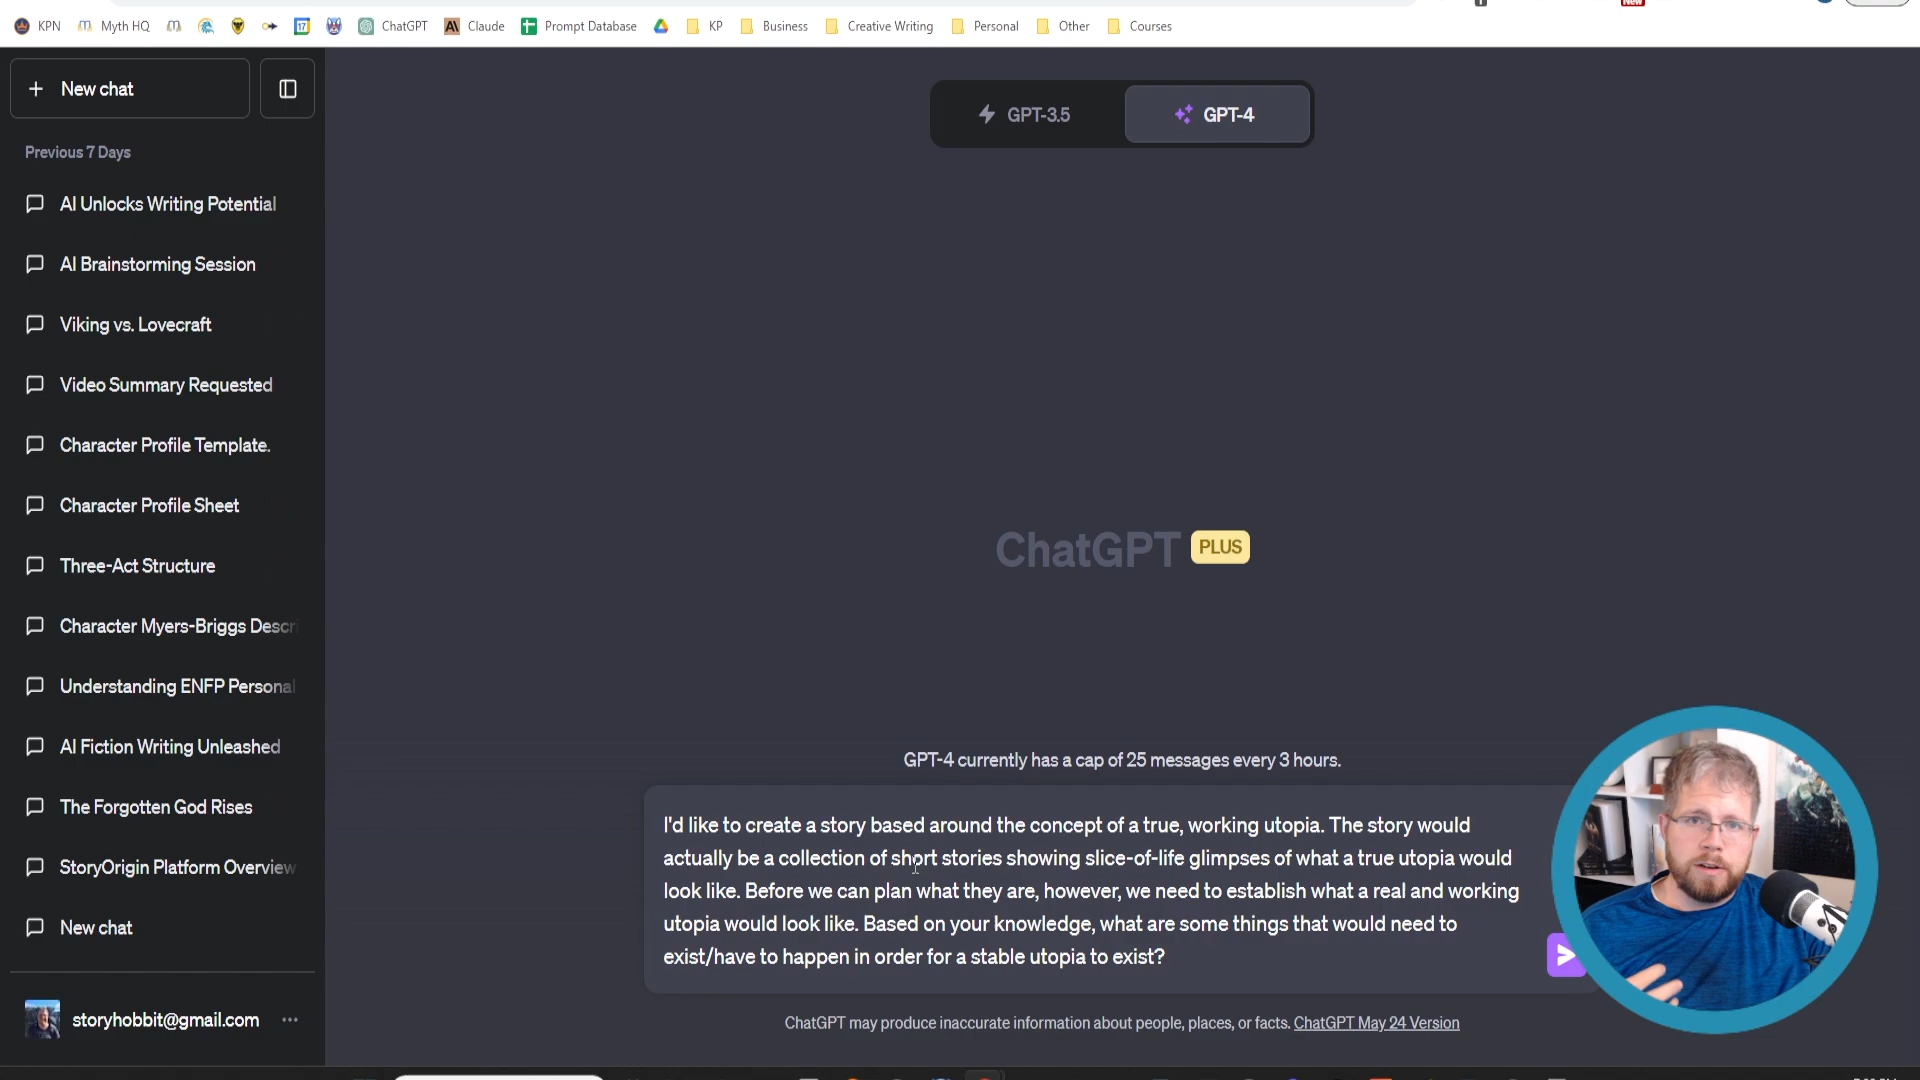 New
KPN
Myth HQ
17
ChatGPT
Claude
Prompt Database
KP
Business
Creative Writing
Personal
Other
Courses
New chat
GPT-3.5
GPT-4
Previous 7 Days
AI Unlocks Writing Potential
AI Brainstorming Session
Viking vs. Lovecraft
Video Summary Requested
Character Profile Template.
Character Profile Sheet
Three-Act Structure
Character Myers-Briggs Descri
Understanding ENFP Personal
AI Fiction Writing Unleashed
The Forgotten God Rises
StoryOrigin Platform Overview
New chat
storyhobbit@gmail.com
ChatGPT PLUS
GPT-4 currently has a cap of 25 messages every 3 hours.
I'd like to create a story based around the concept of a true, working utopia. The story would
actually be a collection of short stories showing slice-of-life glimpses of what a true utopia would
look like. Before we can plan what they are, however, we need to establish what a real and working
utopia would look like. Based on your knowledge, what are some things that would need to
exist/have to happen in order for a stable utopia to exist?
ChatGPT may produce inaccurate information about people, places, or facts. ChatGPT May 24 Version